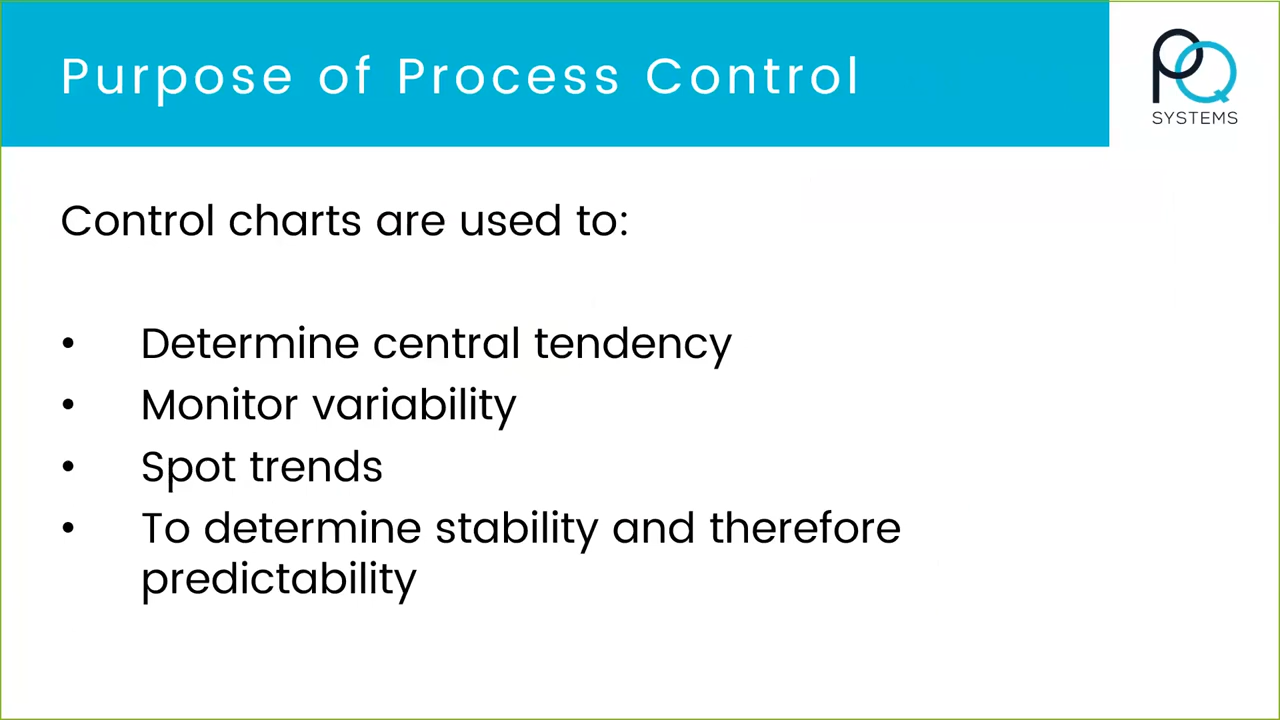 Purpose of Process Control
PQ
SYSTEMS
Control charts are used to:
• Determine central tendency
• Monitor variability
• Spot trends
• To determine stability and therefore
predictability